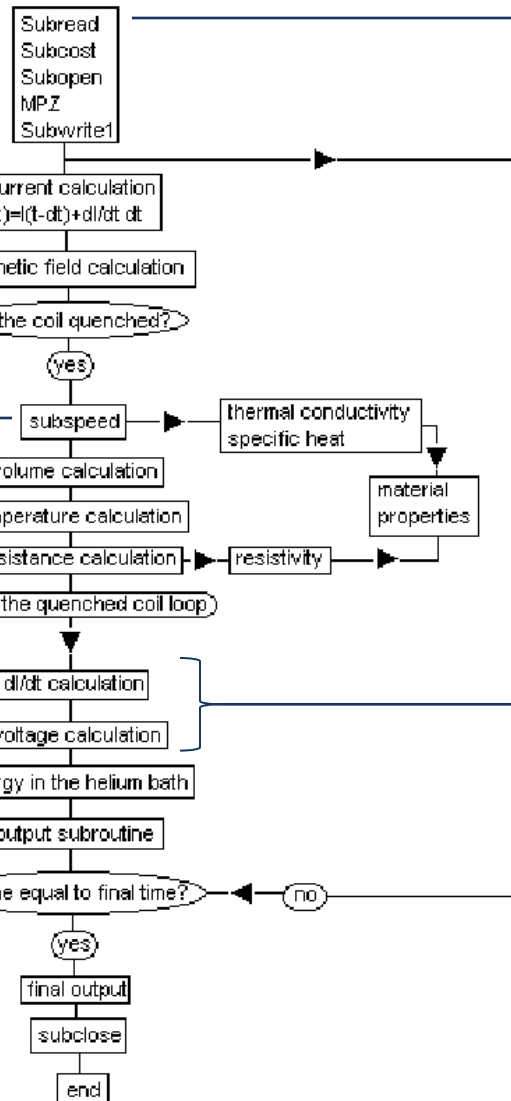 Subread
Subcost
Subopen
MPZ
Subwrite1
urrent calculation
t)=I(t-dt)+dI/dt dt
netic field calculation
the coil quenched?
yes
subspeed
thermal conductivity
specific heat
volume calculation
material
properties
perature calculation
sistance calculation
resistivity
the quenched coil loop
dI/dt calculation
voltage calculation
rgy in the helium bath
output subroutine
e equal to final time?
no
yes
final output
subclose
end